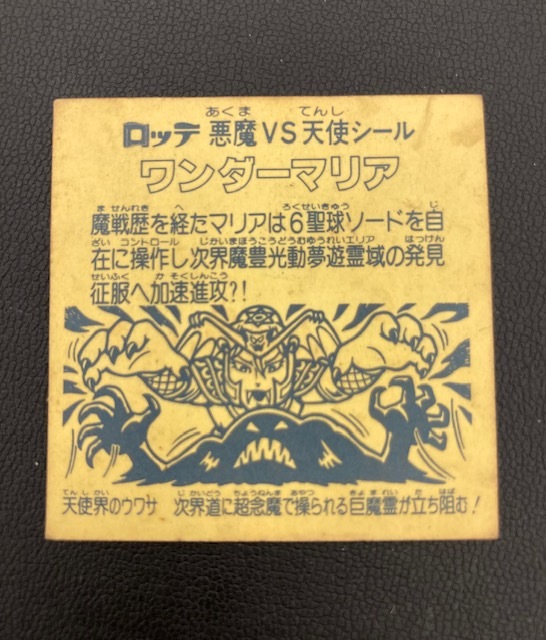 ロッテ 悪魔VS天使シール
ワンダーマリア
魔戦歴を経たマリアは6聖球ソードを自
在に操作し次界魔豊光動夢遊霊域の発見
征服へ加速進攻?!
天使界のウワサ 次界道に超念魔で操られる巨魔霊が立ち阻む!